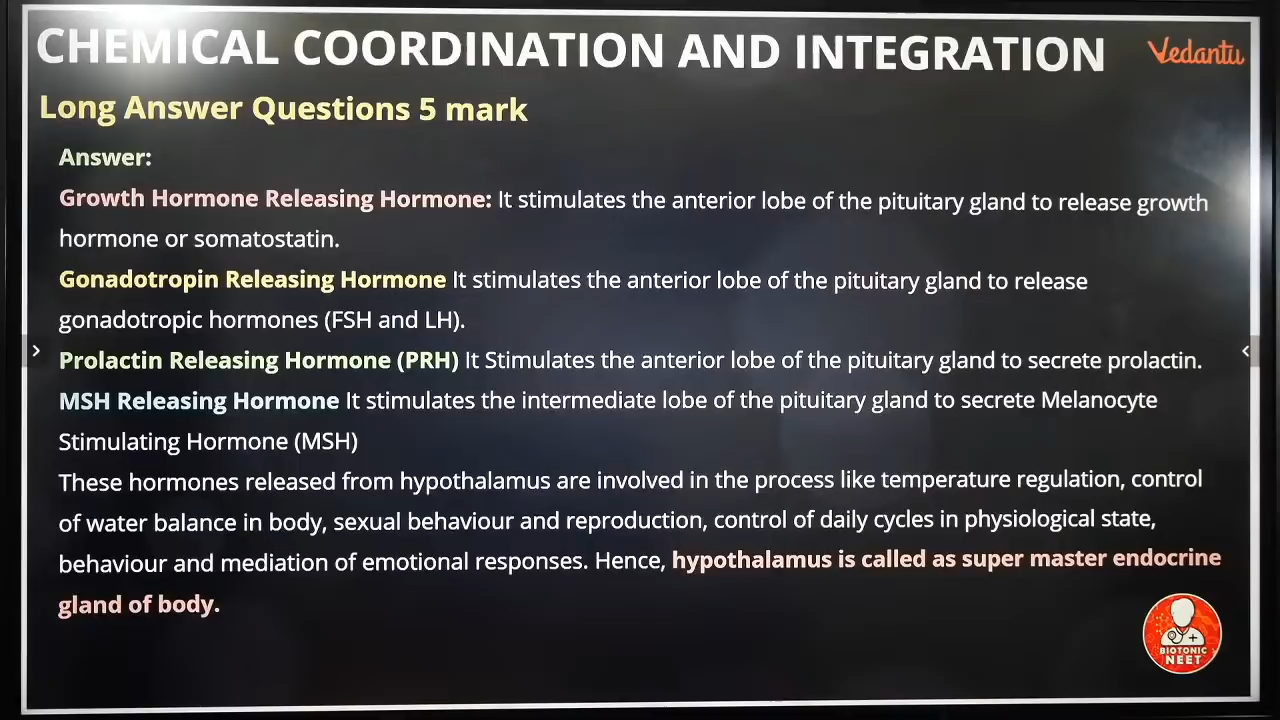 CHEMICAL COORDINATION AND INTEGRATION
Vedantu
Long Answer Questions 5 mark
Answer:
Growth Hormone Releasing Hormone: It stimulates the anterior lobe of the pituitary gland to release growth
hormone or somatostatin.
Gonadotropin Releasing Hormone It stimulates the anterior lobe of the pituitary gland to release
gonadotropic hormones (FSH and LH).
Prolactin Releasing Hormone (PRH) It Stimulates the anterior lobe of the pituitary gland to secrete prolactin.
MSH Releasing Hormone It stimulates the intermediate lobe of the pituitary gland to secrete Melanocyte
Stimulating Hormone (MSH)
These hormones released from hypothalamus are involved in the process like temperature regulation, control
of water balance in body, sexual behaviour and reproduction, control of daily cycles in physiological state,
behaviour and mediation of emotional responses. Hence, hypothalamus is called as super master endocrine
gland of body.
BIOTONIC
NEET